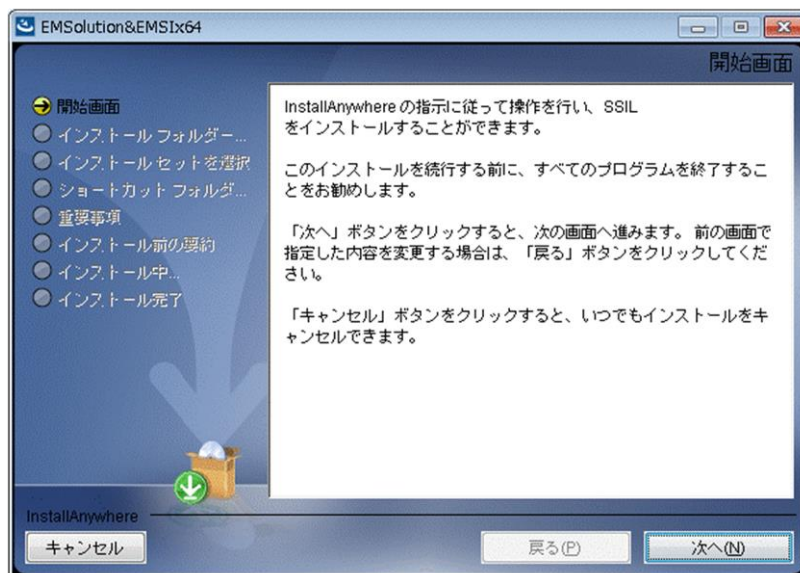 EMSolution&EMSIx64
開始画面
開始画面
インストール フォルダー...
インストール セットを選択
ショートカット フォルダ...
重要事項
インストール前の要約
インストール中...
インストール完了
InstallAnywhere の指示に従って操作を行い、SSIL
をインストールすることができます。
このインストールを続行する前に、すべてのプログラムを終了するこ
とをお勧めします。
「次へ」ボタンをクリックすると、次の画面へ進みます。 前の画面で
指定した内容を変更する場合は、「戻る」ボタンをクリックしてくだ
さい。
「キャンセル」ボタンをクリックすると、いつでもインストールをキ
ャンセルできます。
InstallAnywhere
キャンセル
戻る(P)
次へ(N)